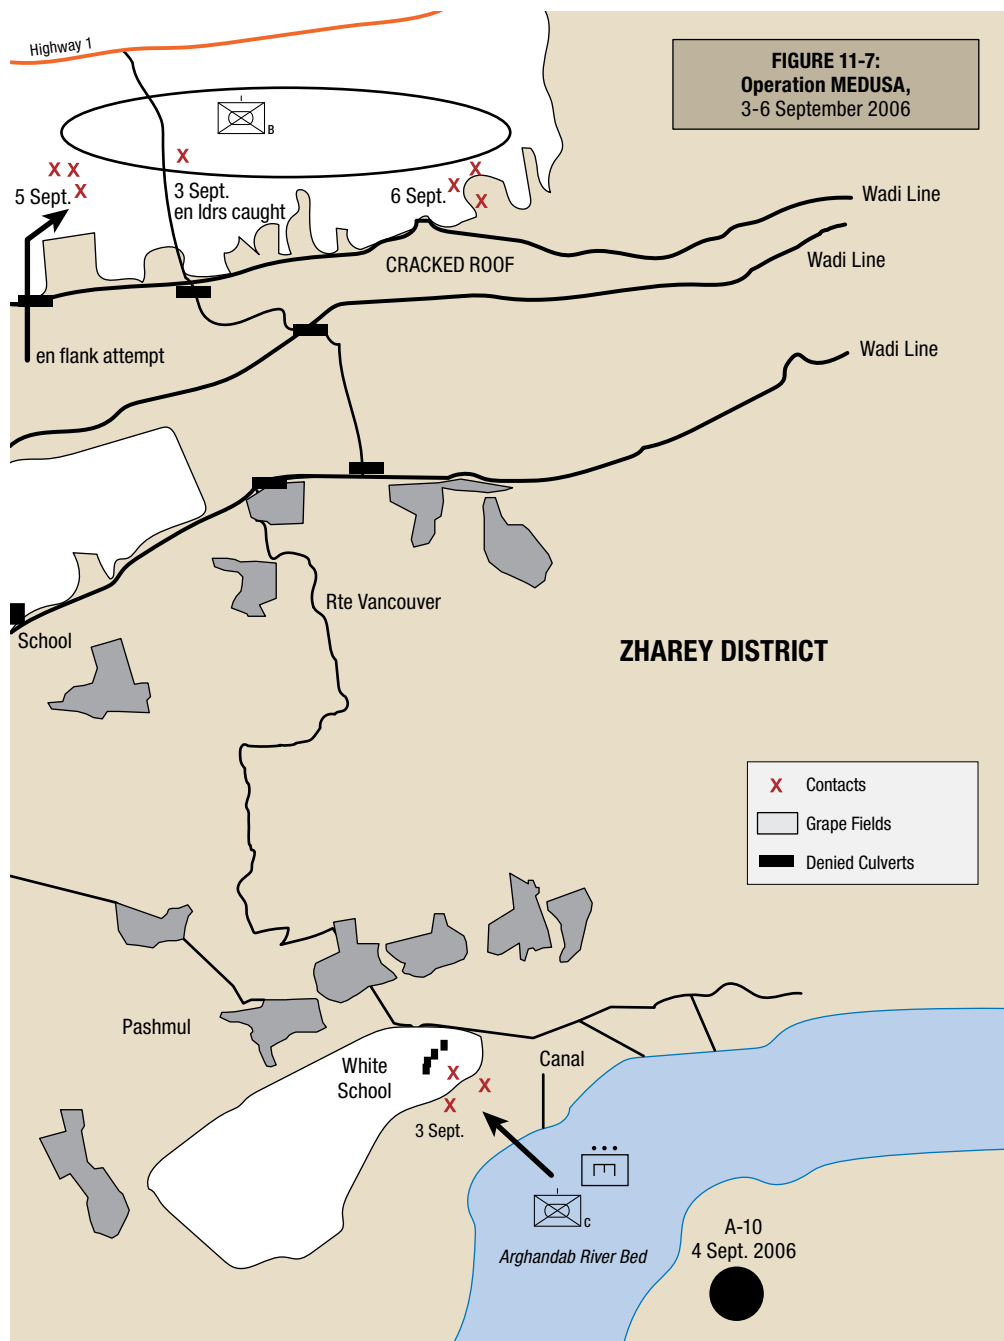 Highway 1
FIGURE 11-7:
Operation MEDUSA,
3-6 September 2006
I
B
5 Sept.
3 Sept.
en ldrs caught
6 Sept.
Wadi Line
Wadi Line
CRACKED ROOF
en flank attempt
Wadi Line
Rte Vancouver
School
ZHAREY DISTRICT
X Contacts
Grape Fields
Denied Culverts
Pashmul
White
School
Canal
3 Sept.
I
C
Arghandab River Bed
A-10
4 Sept. 2006